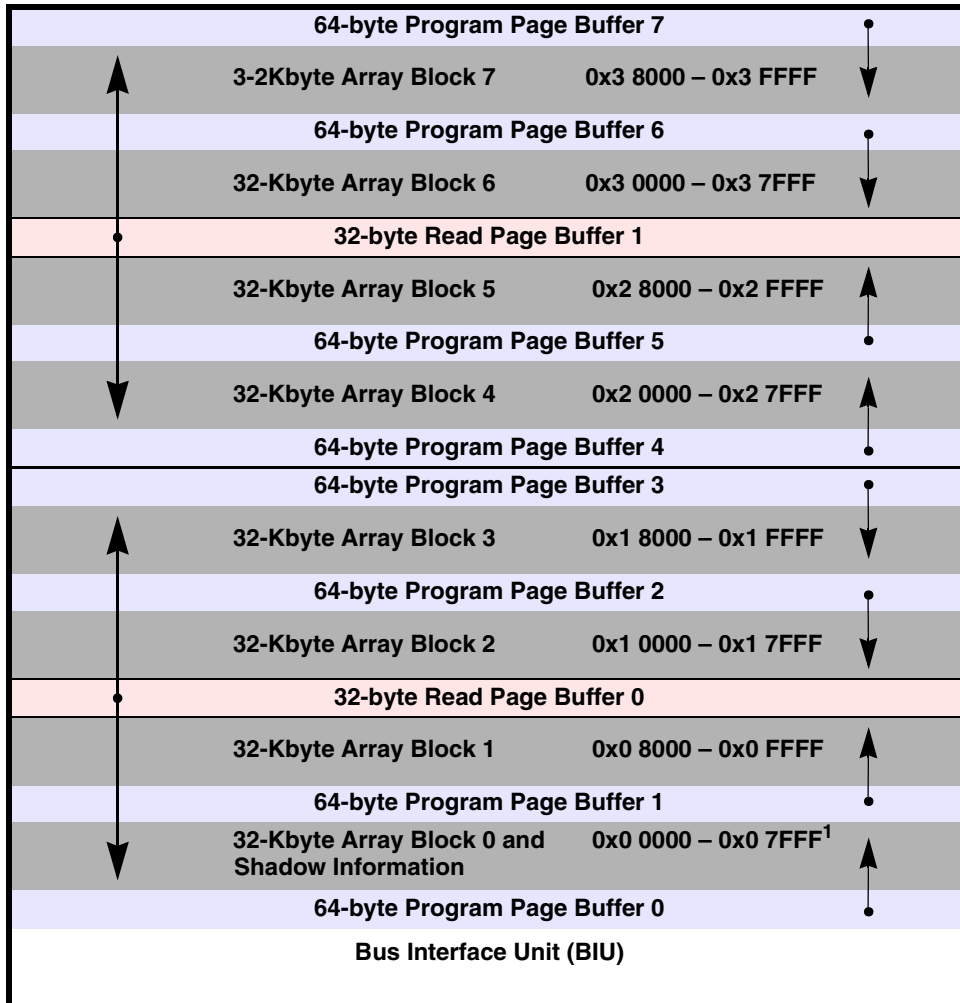 64-byte Program Page Buffer 7
3-2Kbyte Array Block 7 0x3 8000 – 0x3 FFFF
64-byte Program Page Buffer 6
32-Kbyte Array Block 6 0x3 0000 – 0x3 7FFF
32-byte Read Page Buffer 1
32-Kbyte Array Block 5 0x2 8000 – 0x2 FFFF
64-byte Program Page Buffer 5
32-Kbyte Array Block 4 0x2 0000 – 0x2 7FFF
64-byte Program Page Buffer 4
64-byte Program Page Buffer 3
32-Kbyte Array Block 3 0x1 8000 – 0x1 FFFF
64-byte Program Page Buffer 2
32-Kbyte Array Block 2 0x1 0000 – 0x1 7FFF
32-byte Read Page Buffer 0
32-Kbyte Array Block 1 0x0 8000 – 0x0 FFFF
64-byte Program Page Buffer 1
32-Kbyte Array Block 0 and 0x0 0000 – 0x0 7FFF¹
Shadow Information
64-byte Program Page Buffer 0
Bus Interface Unit (BIU)